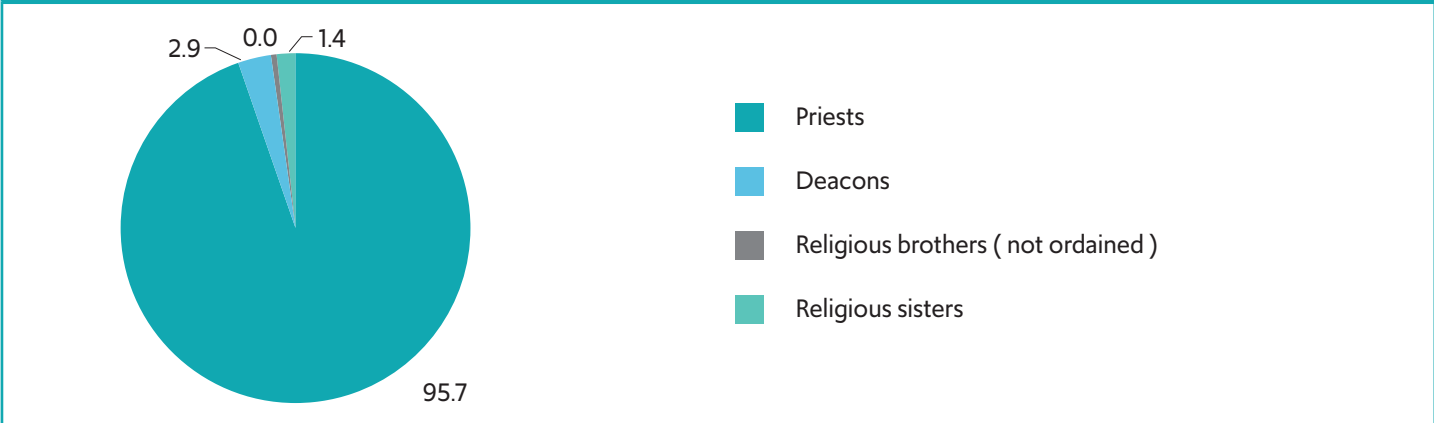 2.9 0.0 1.4
95.7
Priests
Deacons
Religious brothers ( not ordained )
Religious sisters